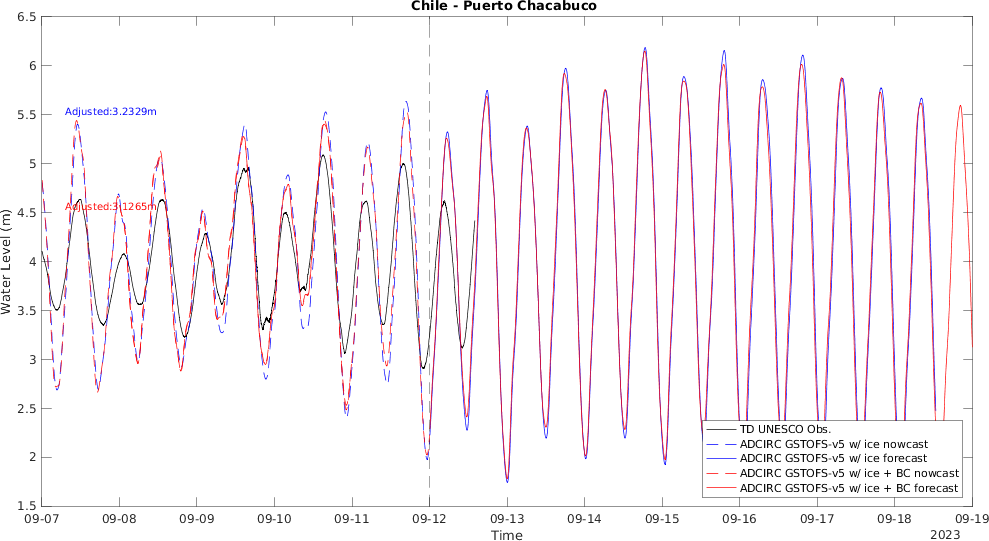 Chile - Puerto Chacabuco
6.5
6
5.5
5
4.5
4
3.5
3
2.5
2
1.5
Water Level (m)
Adjusted:3.2329m
Adjusted:3.1265m
TD UNESCO Obs.
ADCIRC GSTOFS-v5 w/ ice nowcast
ADCIRC GSTOFS-v5 w/ ice forecast
ADCIRC GSTOFS-v5 w/ ice + BC nowcast
ADCIRC GSTOFS-v5 w/ ice + BC forecast
09-07 09-08 09-09 09-10 09-11 09-12 09-13 09-14 09-15 09-16 09-17 09-18 09-19
Time
2023